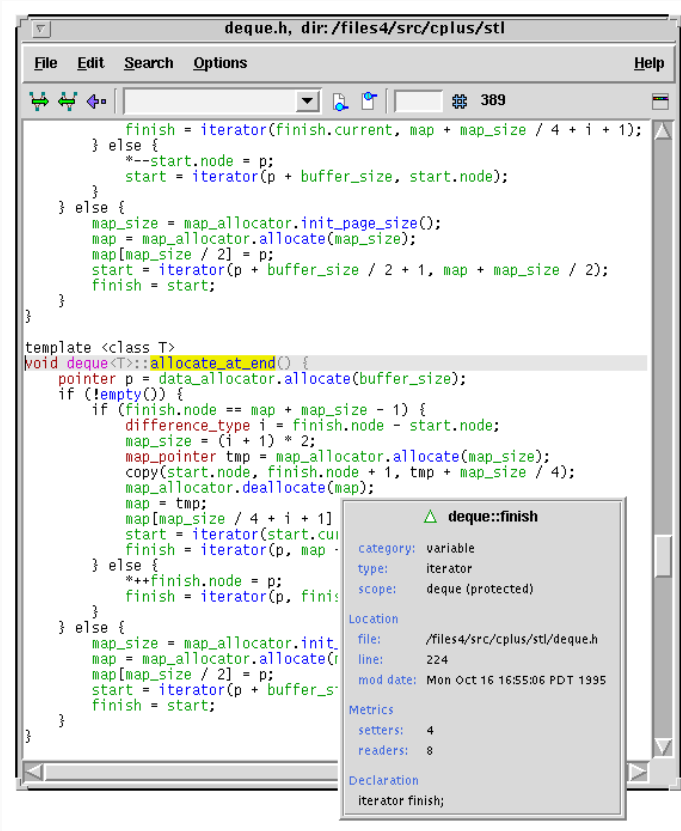 deque.h, dir:/files4/src/cplus/stl
File Edit Search Options Help
389
finish = iterator(finish.current, map + map_size / 4 + i + 1);
} else {
*--start.node = p;
start = iterator(p + buffer_size, start.node);
}
} else {
map_size = map_allocator.init_page_size();
map = map_allocator.allocate(map_size);
map[map_size / 2] = p;
start = iterator(p + buffer_size / 2 + 1, map + map_size / 2);
finish = start;
}
}
template <class T>
void deque<T>::allocate_at_end() {
pointer p = data_allocator.allocate(buffer_size);
if (!empty()) {
if (finish.node == map + map_size - 1) {
difference_type i = finish.node - start.node;
map_size = (i + 1) * 2;
map_pointer tmp = map_allocator.allocate(map_size);
copy(start.node, finish.node + 1, tmp + map_size / 4);
map_allocator.deallocate(map);
map = tmp;
map[map_size / 4 + i + 1]
start = iterator(start.cu
finish = iterator(p, map
} else {
*++finish.node = p;
finish = iterator(p, finis
}
} else {
map_size = map_allocator.init_
map = map_allocator.allocate(
map[map_size / 2] = p;
start = iterator(p + buffer_s
finish = start;
}
}
deque::finish
category: variable
type: iterator
scope: deque (protected)
Location
file: /files4/src/cplus/stl/deque.h
line: 224
mod date: Mon Oct 16 16:55:06 PDT 1995
Metrics
setters: 4
readers: 8
Declaration
iterator finish;